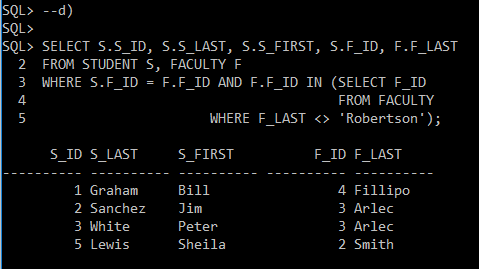 SQL> --d)
SQL>
SQL> SELECT S.S_ID, S.S_LAST, S.S_FIRST, S.F_ID, F.F_LAST
  2  FROM STUDENT S, FACULTY F
  3  WHERE S.F_ID = F.F_ID AND F.F_ID IN (SELECT F_ID
  4                                       FROM FACULTY
  5                       WHERE F_LAST <> 'Robertson');
      S_ID S_LAST     S_FIRST          F_ID F_LAST
---------- ---------- ---------- ---------- ----------
         1 Graham     Bill                4 Fillipo
         2 Sanchez    Jim                 3 Arlec
         3 White      Peter               3 Arlec
         5 Lewis      Sheila              2 Smith